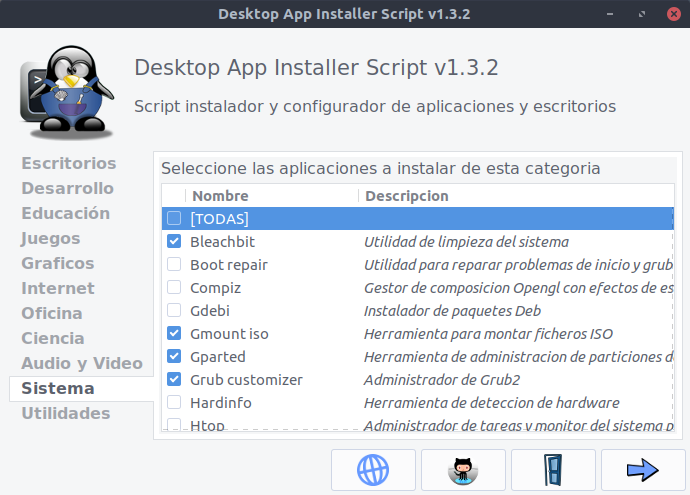 Desktop App Installer Script v1.3.2
Desktop App Installer Script v1.3.2
Script instalador y configurador de aplicaciones y escritorios
Escritorios
Desarrollo
Educación
Juegos
Graficos
Internet
Oficina
Ciencia
Audio y Video
Sistema
Utilidades
Seleccione las aplicaciones a instalar de esta categoria
Nombre Descripcion
[TODAS]
Bleachbit Utilidad de limpieza del sistema
Boot repair Utilidad para reparar problemas de inicio y grub
Compiz Gestor de composicion Opengl con efectos de es
Gdebi Instalador de paquetes Deb
Gmount iso Herramienta para montar ficheros ISO
Gparted Herramienta de administracion de particiones d
Grub customizer Administrador de Grub2
Hardinfo Herramienta de deteccion de hardware
Htop Administrador de tareas y monitor del sistema p